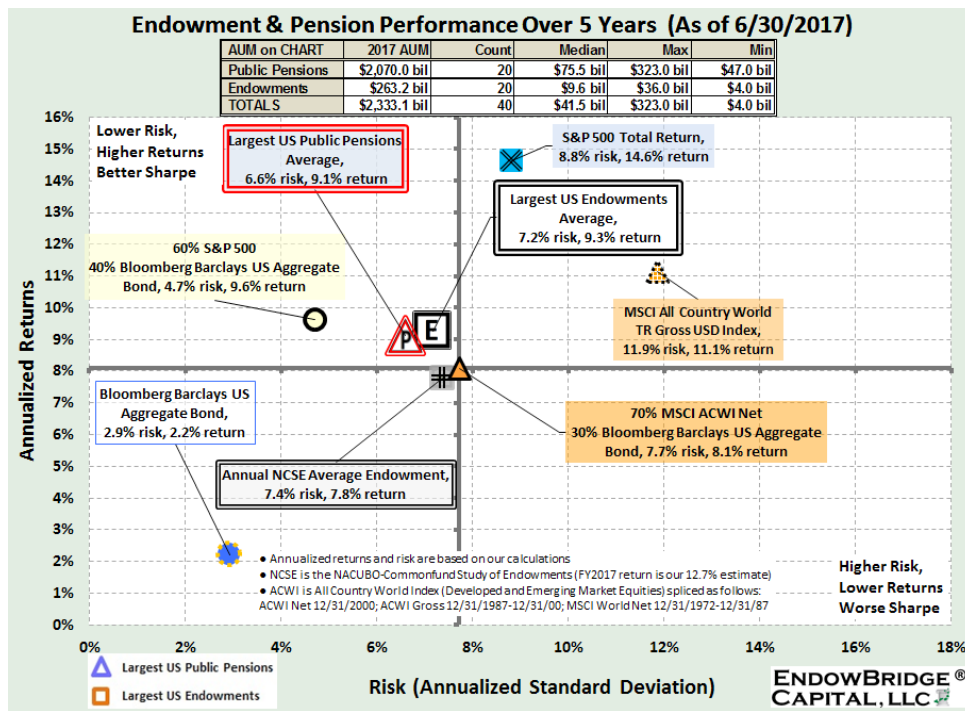 Endowment & Pension Performance Over 5 Years (As of 6/30/2017)
AUM on CHART 2017 AUM Count Median Max Min
Public Pensions $2,070.0 bil 20 $75.5 bil $323.0 bil $47.0 bil
Endowments $263.2 bil 20 $9.6 bil $36.0 bil $4.0 bil
TOTALS $2,333.1 bil 40 $41.5 bil $323.0 bil $4.0 bil
16%
15%
14%
13%
12%
11%
10%
9%
8%
7%
6%
5%
4%
3%
2%
1%
0%
Annualized Returns
Lower Risk,
Higher Returns
Better Sharpe
Largest US Public Pensions
Average,
6.6% risk, 9.1% return
S&P 500 Total Return,
8.8% risk, 14.6% return
Largest US Endowments
Average,
7.2% risk, 9.3% return
60% S&P 500
40% Bloomberg Barclays US Aggregate
Bond, 4.7% risk, 9.6% return
MSCI All Country World
TR Gross USD Index,
11.9% risk, 11.1% return
P
E
Bloomberg Barclays US
Aggregate Bond,
2.9% risk, 2.2% return
70% MSCI ACWI Net
30% Bloomberg Barclays US Aggregate
Bond, 7.7% risk, 8.1% return
Annual NCSE Average Endowment,
7.4% risk, 7.8% return
● Annualized returns and risk are based on our calculations
● NCSE is the NACUBO-Commonfund Study of Endowments (FY2017 return is our 12.7% estimate)
● ACWI is All Country World Index (Developed and Emerging Market Equities) spliced as follows:
ACWI Net 12/31/2000; ACWI Gross 12/31/1987-12/31/00; MSCI World Net 12/31/1972-12/31/87
Higher Risk,
Lower Returns
Worse Sharpe
0% 2% 4% 6% 8% 10% 12% 14% 16% 18%
Largest US Public Pensions
Largest US Endowments
Risk (Annualized Standard Deviation)
ENDOWBRIDGE ®
CAPITAL, LLC